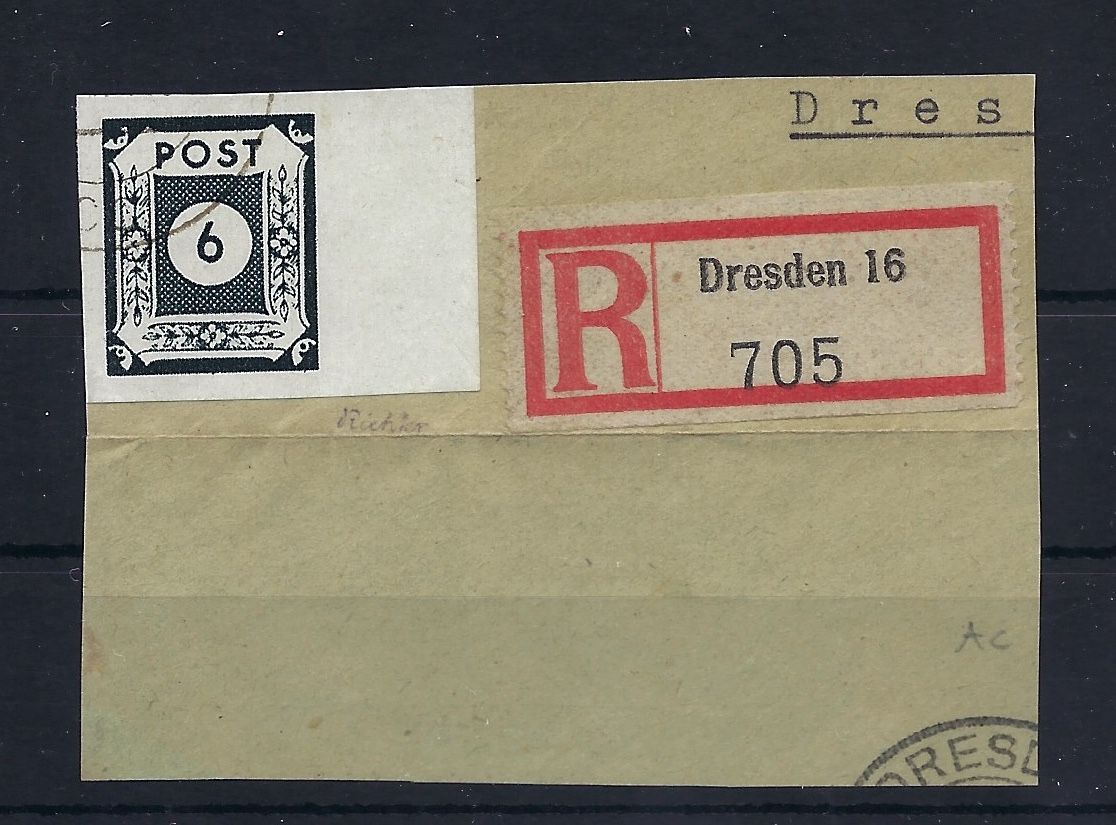 Dres
POST
6
R
Dresden 16
705
Richter
Ac
DRESD